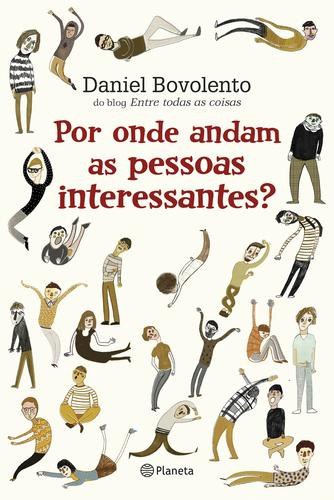 Daniel Bovolento
do blog Entre todas as coisas
Por onde andam
as pessoas
interessantes?
Planeta